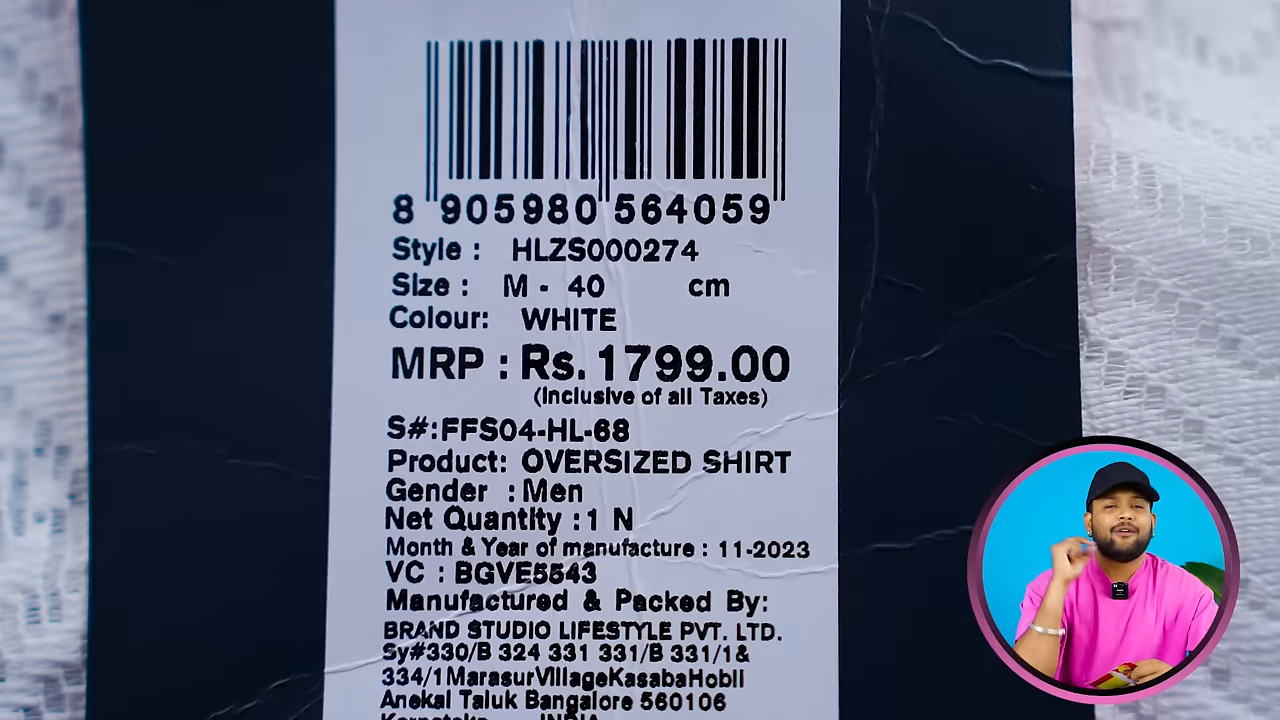 8 905980 564059
Style : HLZS000274
Size : M - 40 cm
Colour: WHITE
MRP : Rs. 1799.00
(Inclusive of all Taxes)
S#:FFS04-HL-68
Product: OVERSIZED SHIRT
Gender : Men
Net Quantity : 1 N
Month & Year of manufacture : 11-2023
VC : BGVE5543
Manufactured & Packed By:
BRAND STUDIO LIFESTYLE PVT. LTD.
Sy#330/B 324 331 331/B 331/1&
334/1MarasurVillageKasabaHobli
Anekal Taluk Bangalore 560106